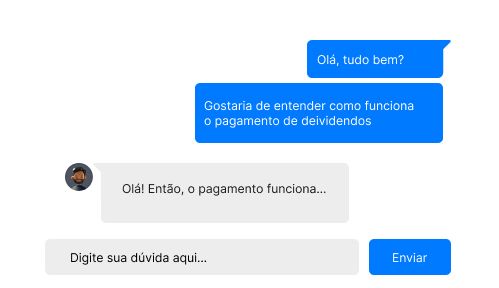 Olá, tudo bem?
Gostaria de entender como funciona
o pagamento de deividendos
Olá! Então, o pagamento funciona...
Digite sua dúvida aqui...
Enviar